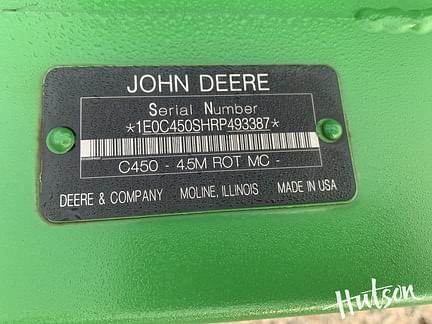 JOHN DEERE
Serial Number
*1E0C450SHRP493387*
C450 - 4.5M ROT MC -
DEERE & COMPANY MOLINE, ILLINOIS MADE IN USA
Hutson